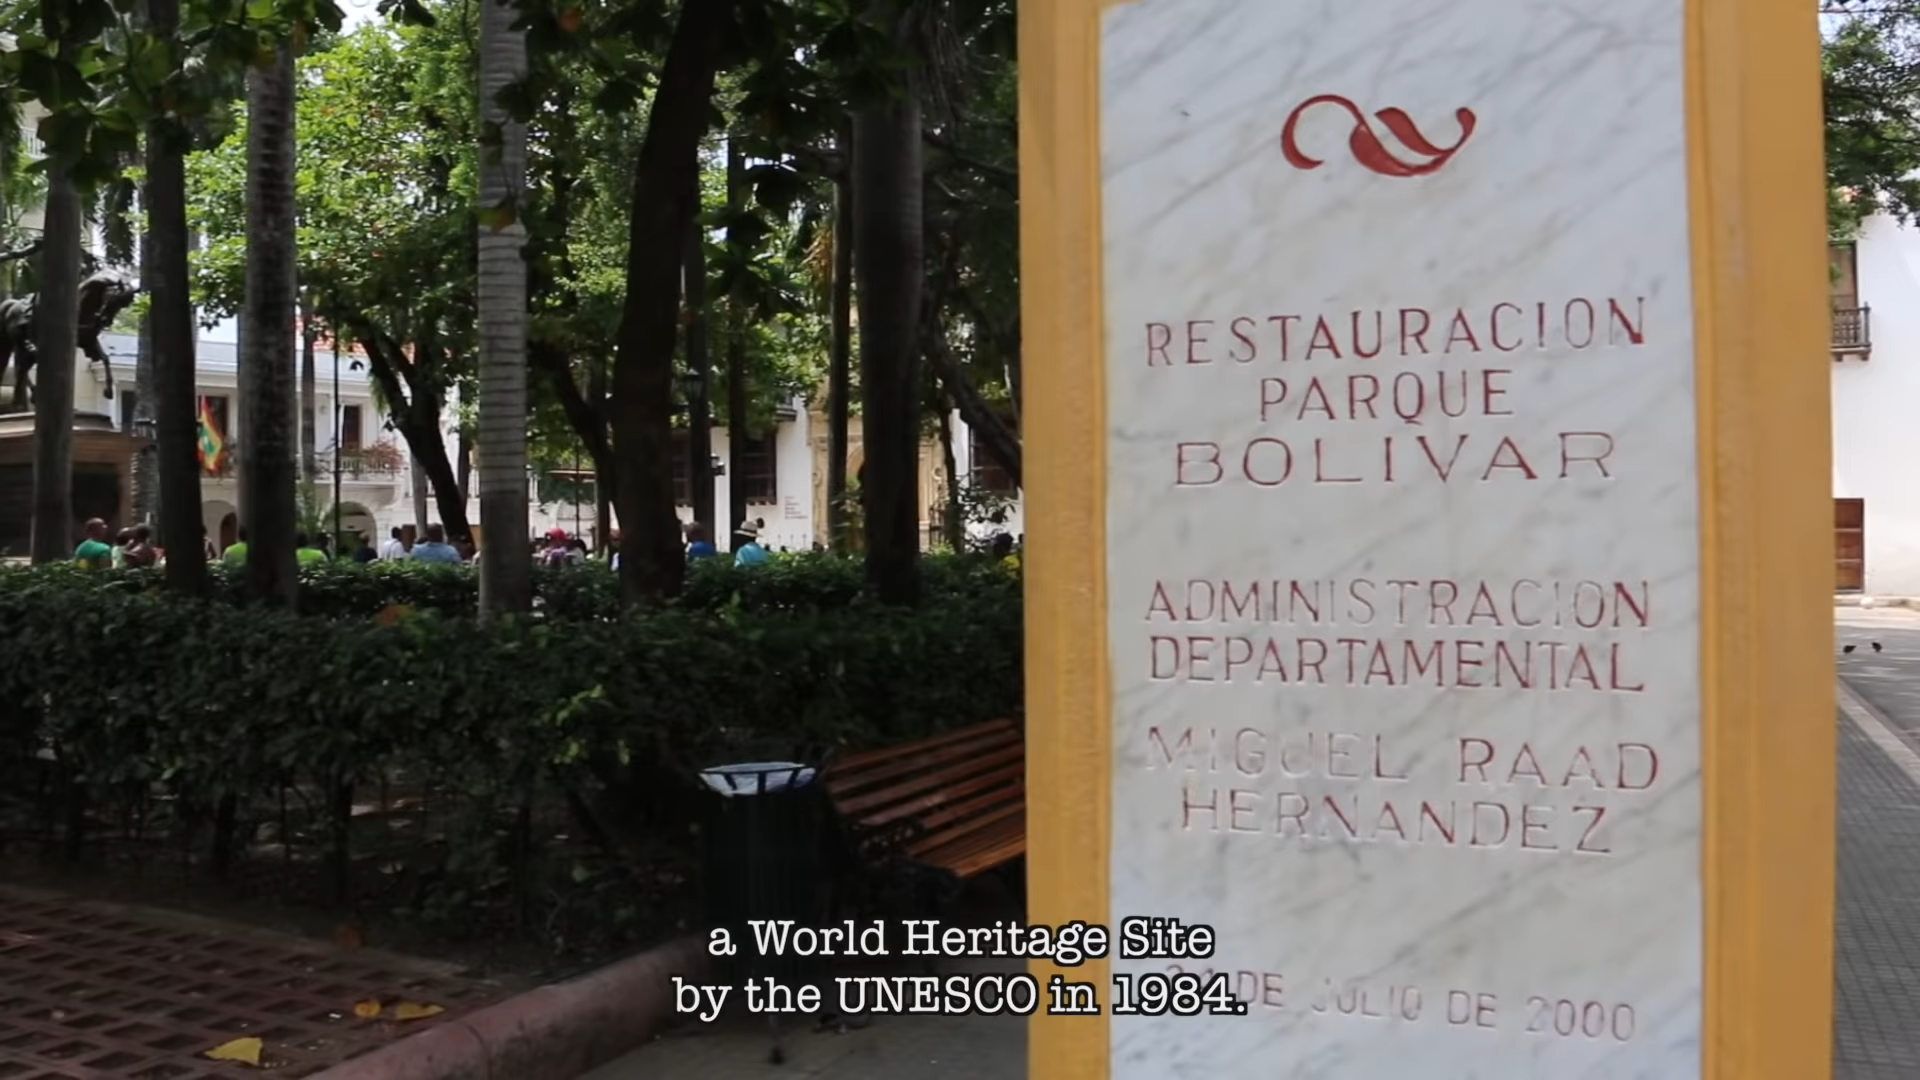 RESTAURACION
PARQUE
BOLIVAR
ADMINISTRACION
DEPARTAMENTAL
MIGUEL RAAD
HERNANDEZ
DE JULIO DE 2000
a World Heritage Site
by the UNESCO in 1984.